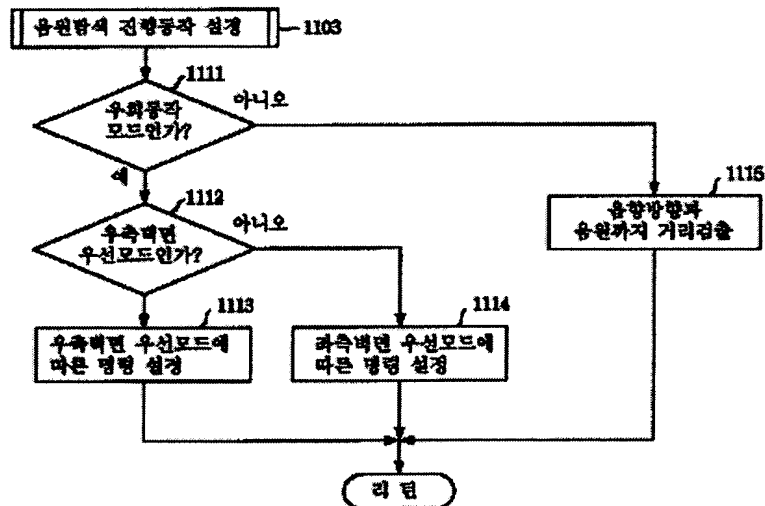 음원탐색 진행동작 설정
1103
1111
우회동작
모드인가?
아니오
예
1112
우측벽면
우선모드인가?
아니오
1115
음향방향과
음원까지 거리검출
1113
우측벽면 우선모드에
따른 명령 설정
1114
좌측벽면 우선모드에
따른 명령 설정
리 턴